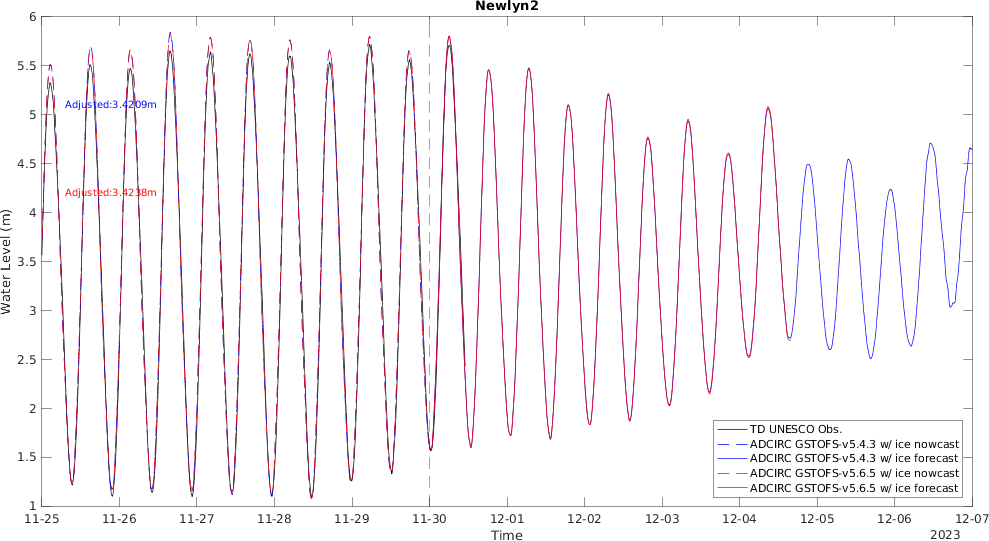 Newlyn2
6
5.5
5
4.5
4
3.5
3
2.5
2
1.5
1
Water Level (m)
Adjusted:3.4209m
Adjusted:3.4238m
TD UNESCO Obs.
ADCIRC GSTOFS-v5.4.3 w/ ice nowcast
ADCIRC GSTOFS-v5.4.3 w/ ice forecast
ADCIRC GSTOFS-v5.6.5 w/ ice nowcast
ADCIRC GSTOFS-v5.6.5 w/ ice forecast
11-25 11-26 11-27 11-28 11-29 11-30 12-01 12-02 12-03 12-04 12-05 12-06 12-07
Time
2023